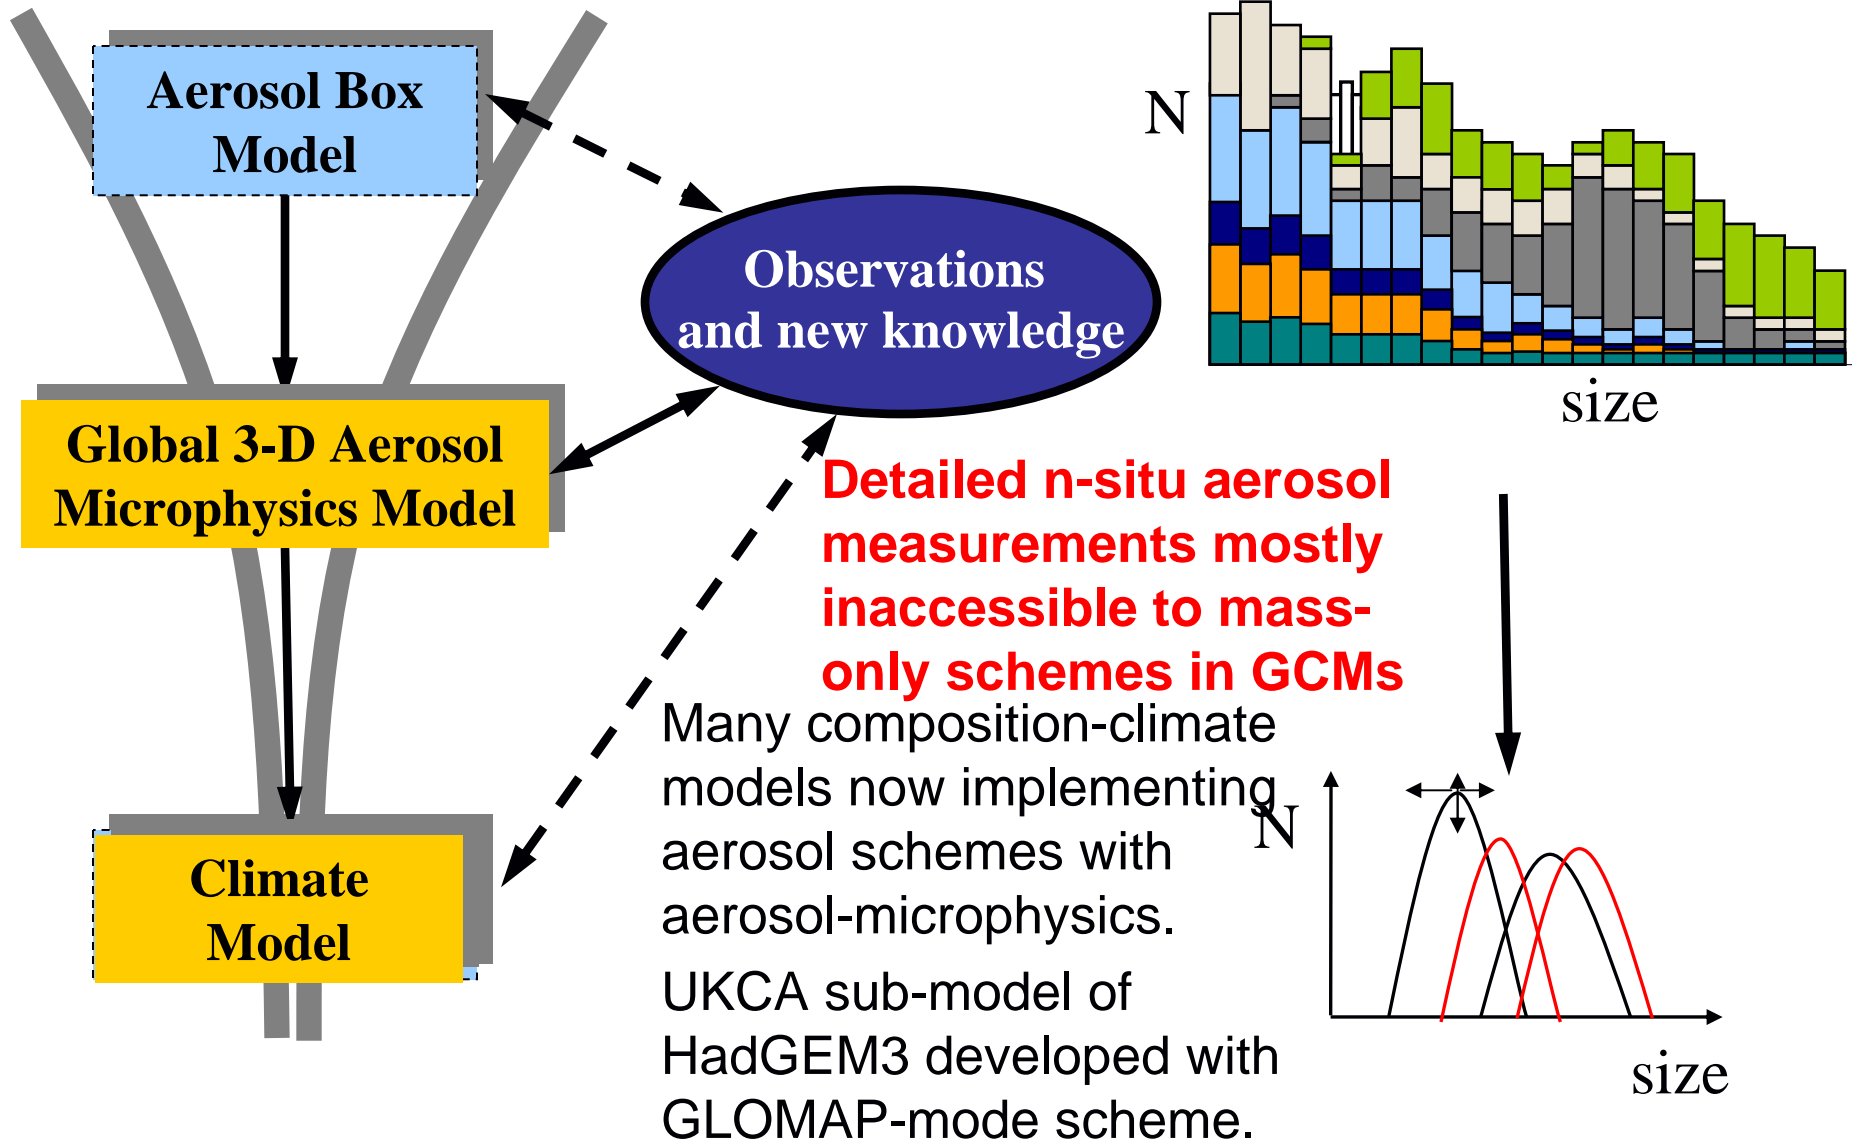 Aerosol Box
Model
N
Observations
and new knowledge
size
Global 3-D Aerosol
Microphysics Model
Detailed n-situ aerosol
measurements mostly
inaccessible to mass-
only schemes in GCMs
Many composition-climate
models now implementing
aerosol schemes with
aerosol-microphysics.
N
Climate
Model
UKCA sub-model of
HadGEM3 developed with
GLOMAP-mode scheme.
size